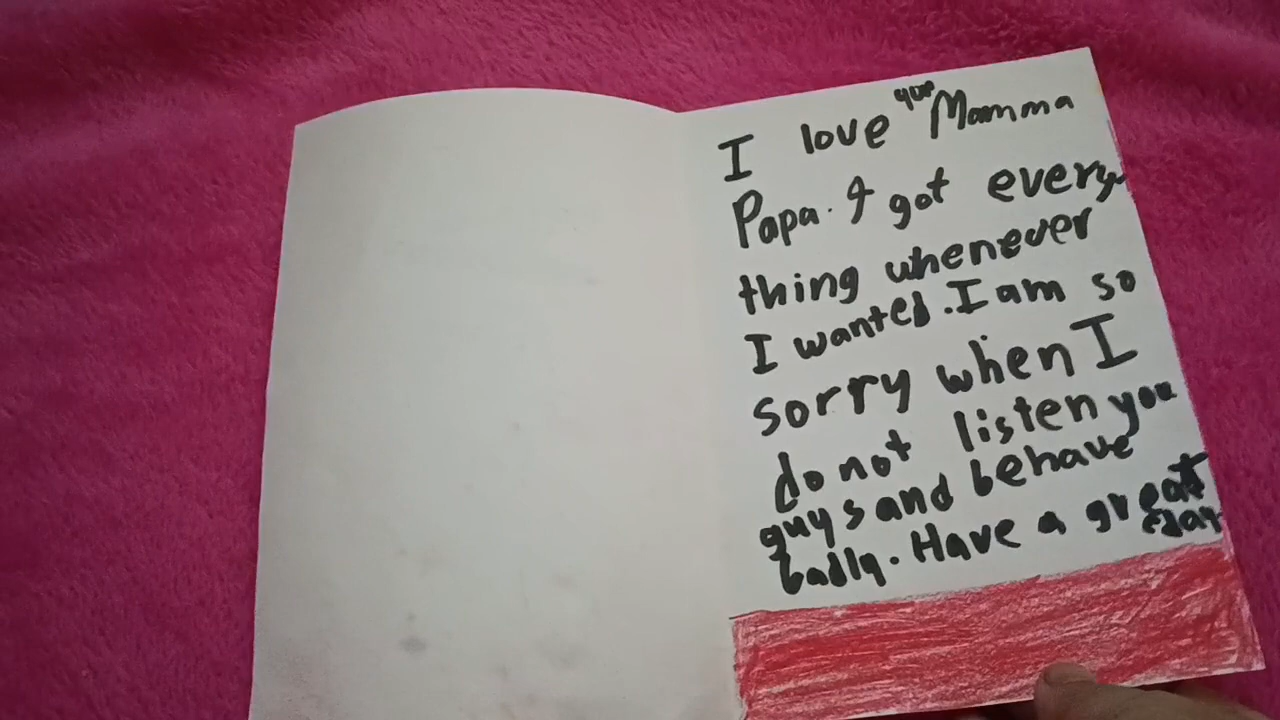 I love you Mamma
Papa. I got every-
thing whenever
I wanted. I am so
sorry when I
do not listen you
guys and behave
badly. Have a great
day